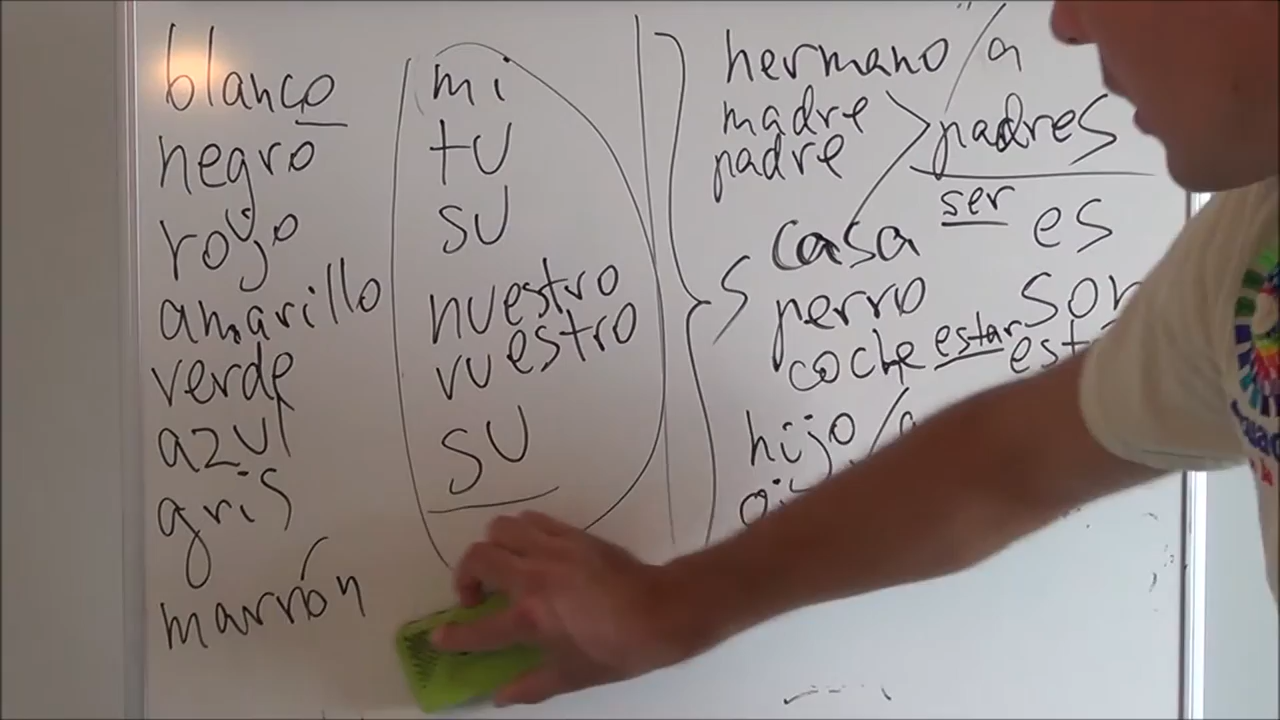 blanco
negro
rojo
amarillo
verde
azul
gris
marrón
mi
tu
su
nuestro
vuestro
su
hermano/a
madre
padre
padres
s
casa
perro
coche
hijo/a
ser es
son
estar